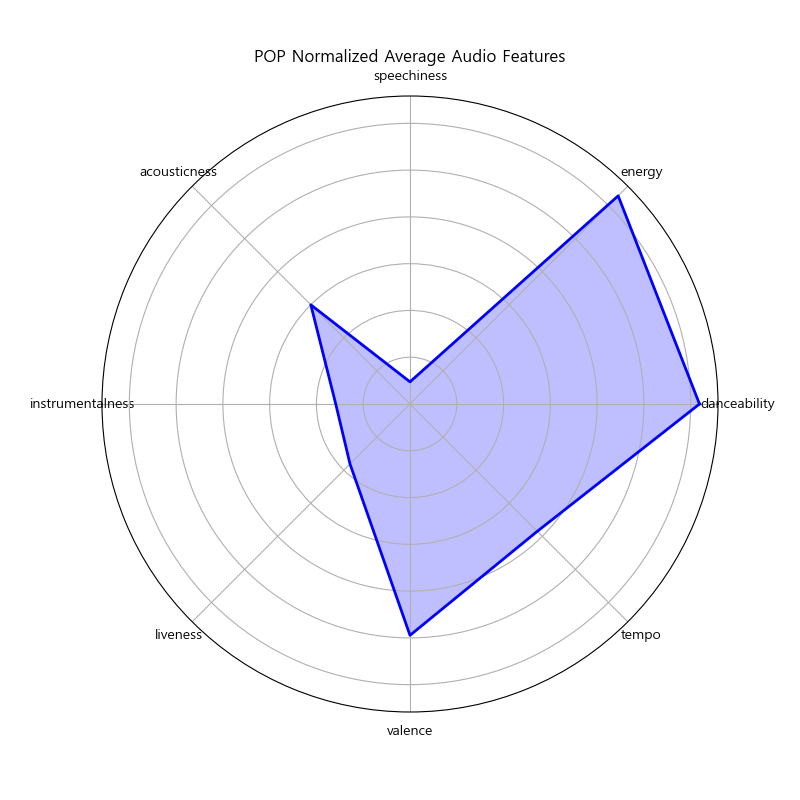 POP Normalized Average Audio Features
speechiness
acousticness
energy
instrumentalness
danceability
liveness
tempo
valence